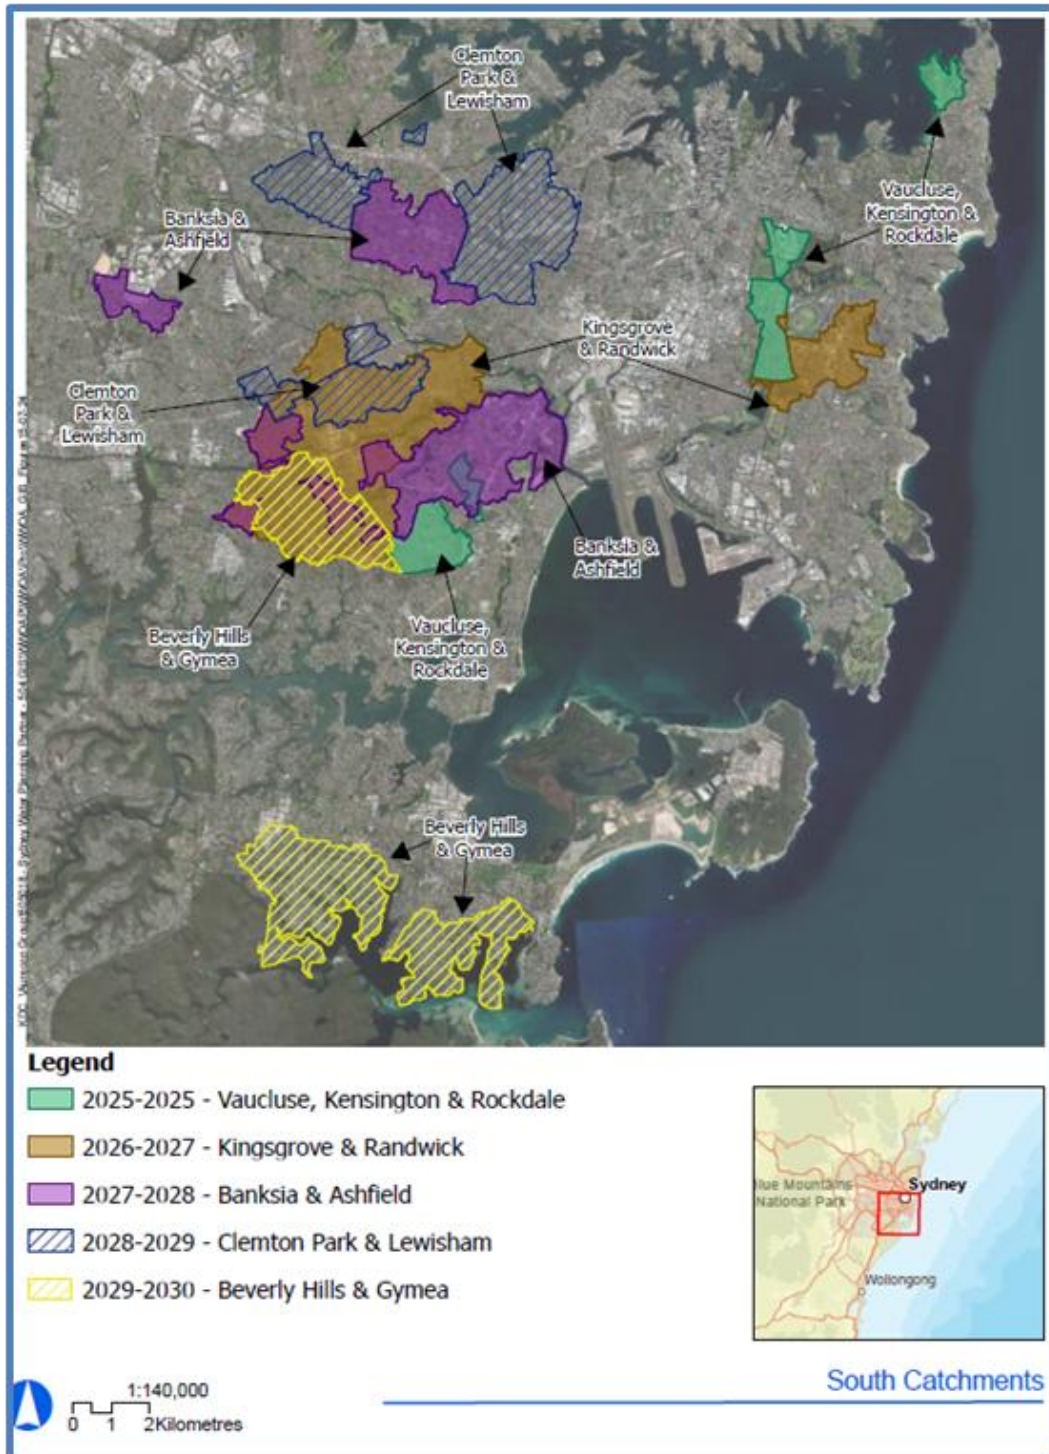 Clemton
Park &
Lewisham
Vaucluse,
Kensington &
Rockdale
Banksia &
Ashfield
Kingsgrove
& Randwick
Clemton
Park &
Lewisham
Banksia &
Ashfield
Beverly Hills
& Gymea
Vaucluse,
Kensington &
Rockdale
Beverly Hills
& Gymea
Legend
2025-2025 - Vaucluse, Kensington & Rockdale
2026-2027 - Kingsgrove & Randwick
2027-2028 - Banksia & Ashfield
2028-2029 - Clemton Park & Lewisham
2029-2030 - Beverly Hills & Gymea
lue Mountains
National Park
Sydney
Wollongong
South Catchments
1:140,000
0 1 2Kilometres